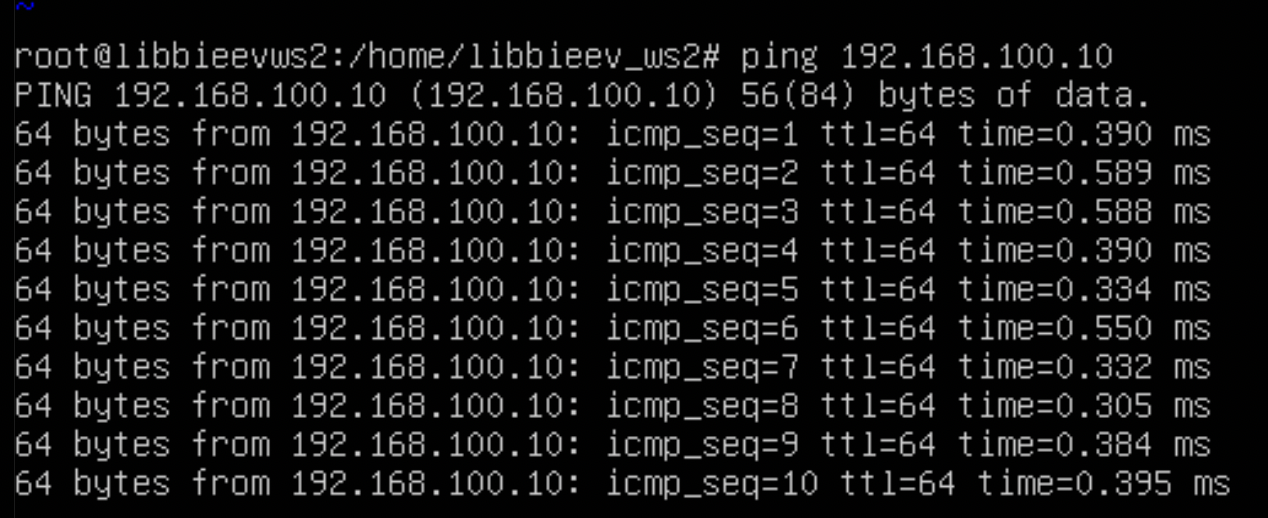 ~
root@libbieevws2:/home/libbieev_ws2# ping 192.168.100.10
PING 192.168.100.10 (192.168.100.10) 56(84) bytes of data.
64 bytes from 192.168.100.10: icmp_seq=1 ttl=64 time=0.390 ms
64 bytes from 192.168.100.10: icmp_seq=2 ttl=64 time=0.589 ms
64 bytes from 192.168.100.10: icmp_seq=3 ttl=64 time=0.588 ms
64 bytes from 192.168.100.10: icmp_seq=4 ttl=64 time=0.390 ms
64 bytes from 192.168.100.10: icmp_seq=5 ttl=64 time=0.334 ms
64 bytes from 192.168.100.10: icmp_seq=6 ttl=64 time=0.550 ms
64 bytes from 192.168.100.10: icmp_seq=7 ttl=64 time=0.332 ms
64 bytes from 192.168.100.10: icmp_seq=8 ttl=64 time=0.305 ms
64 bytes from 192.168.100.10: icmp_seq=9 ttl=64 time=0.384 ms
64 bytes from 192.168.100.10: icmp_seq=10 ttl=64 time=0.395 ms